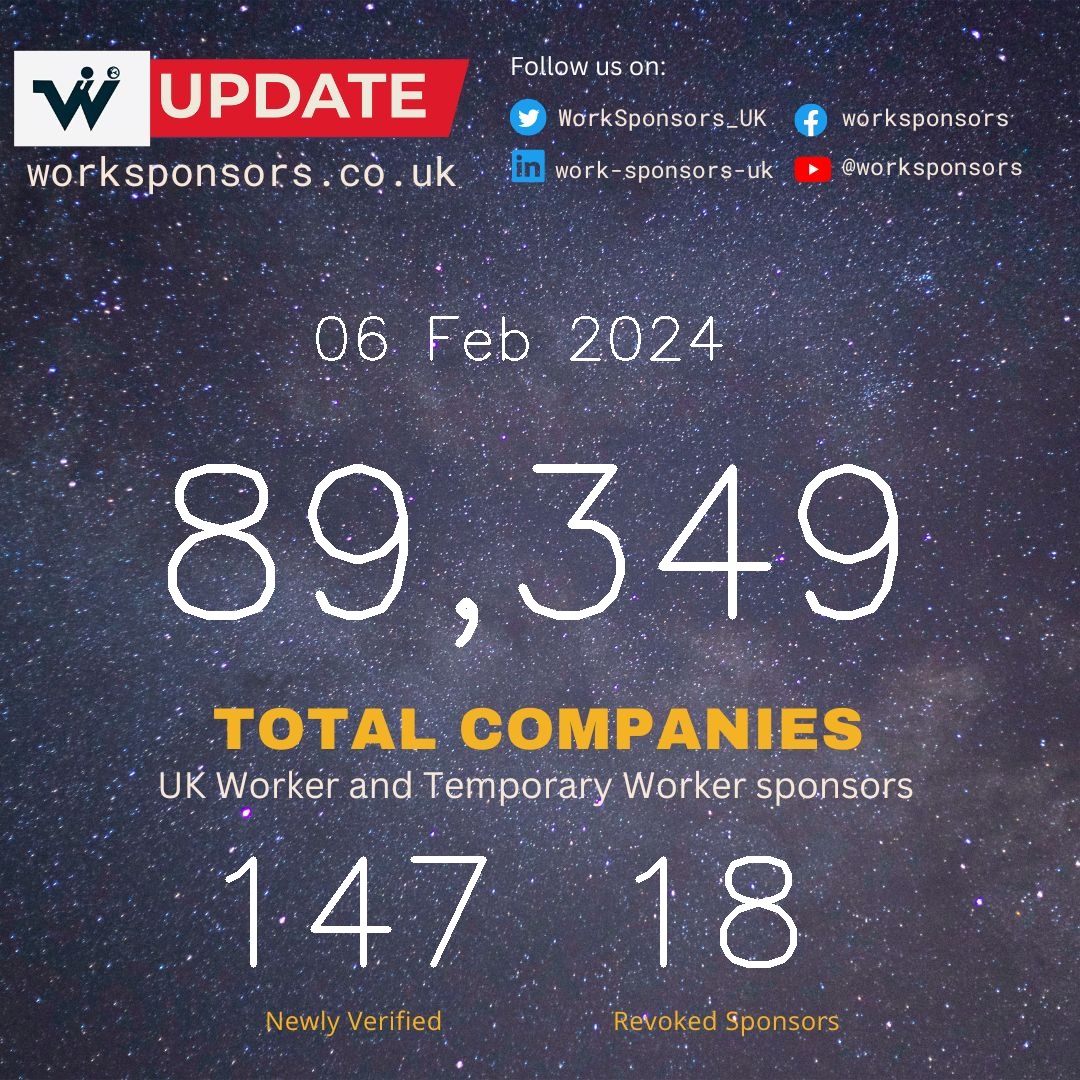 UPDATE
worksponsors.co.uk
Follow us on:
WorkSponsors_UK
worksponsors
work-sponsors-uk
@worksponsors
06 Feb 2024
89,349
TOTAL COMPANIES
UK Worker and Temporary Worker sponsors
147 18
Newly Verified Revoked Sponsors